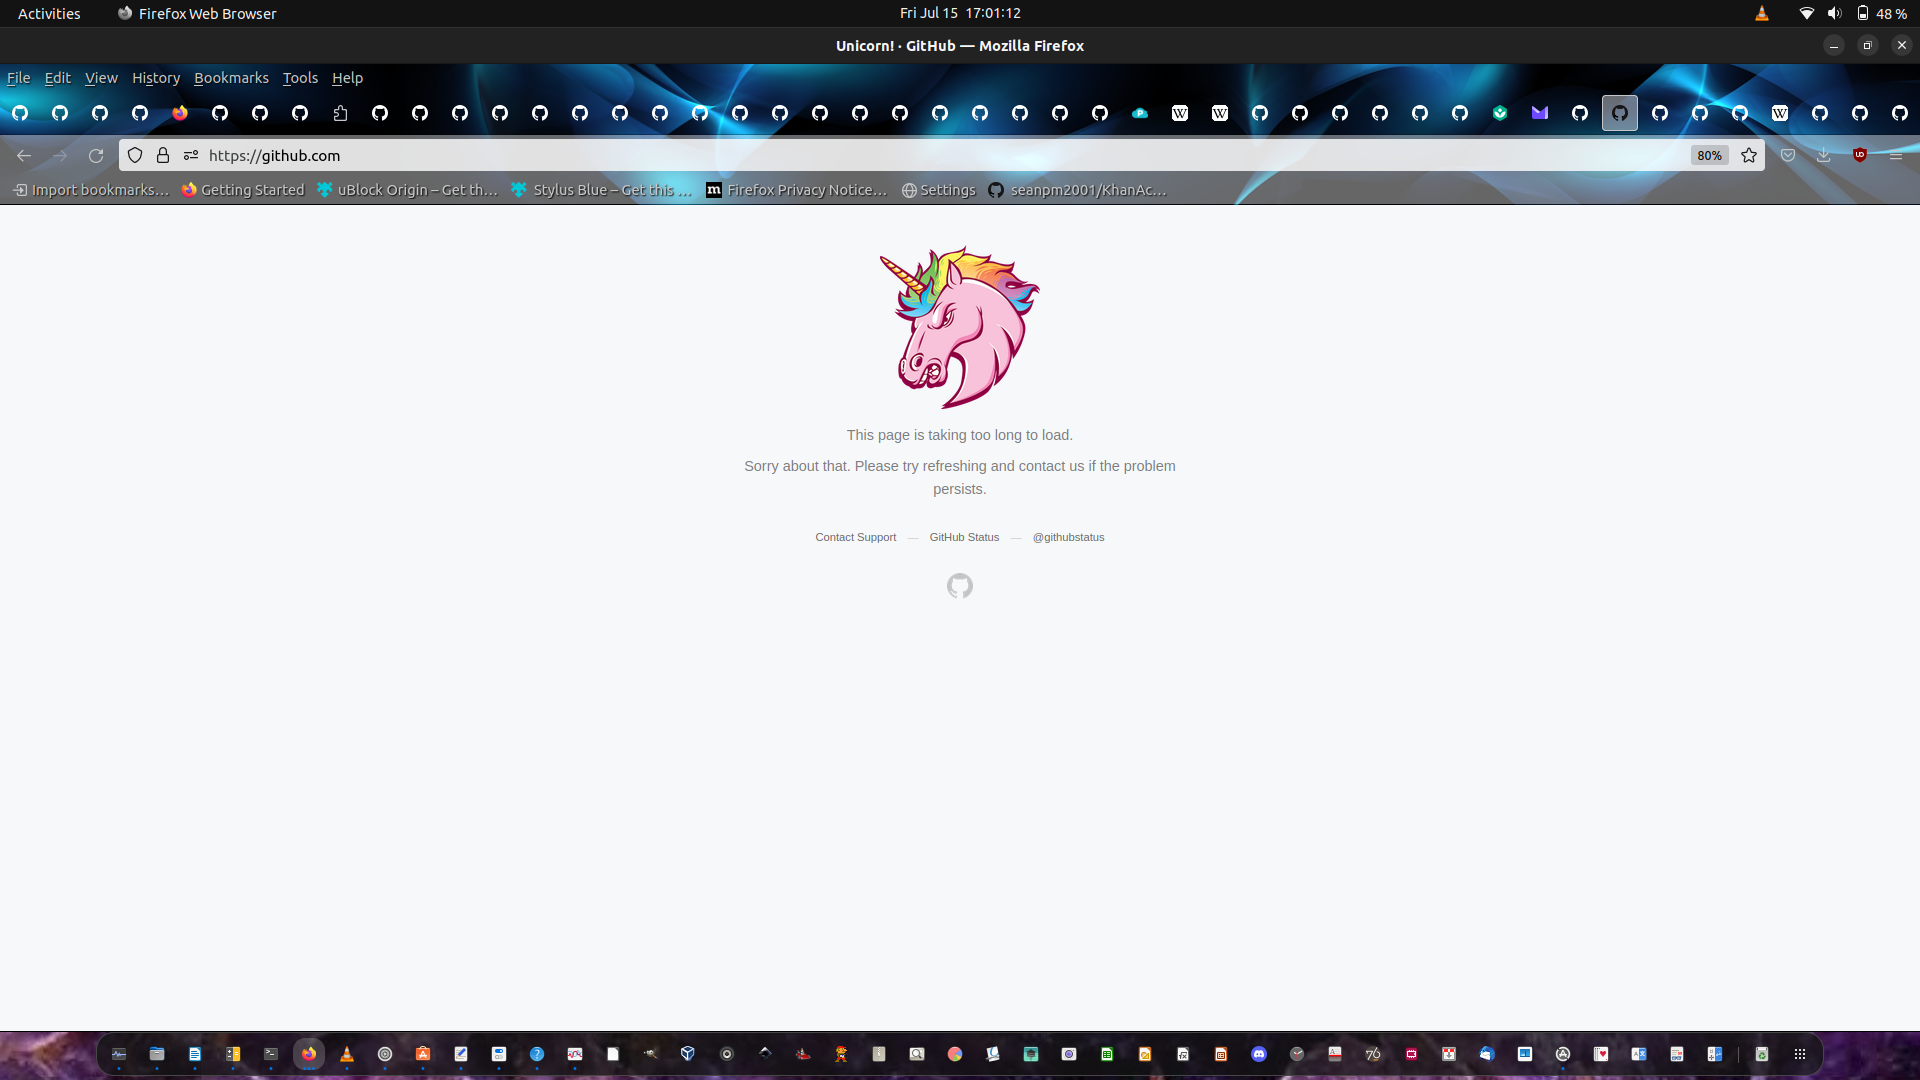 Activities
Firefox Web Browser
Fri Jul 15 17:01:12
48 %
Unicorn! · GitHub — Mozilla Firefox
File Edit View History Bookmarks Tools Help
https://github.com
80%
Import bookmarks…
Getting Started
uBlock Origin – Get th…
Stylus Blue – Get this …
Firefox Privacy Notice…
Settings
seanpm2001/KhanAc…
This page is taking too long to load.
Sorry about that. Please try refreshing and contact us if the problem
persists.
Contact Support — GitHub Status — @githubstatus